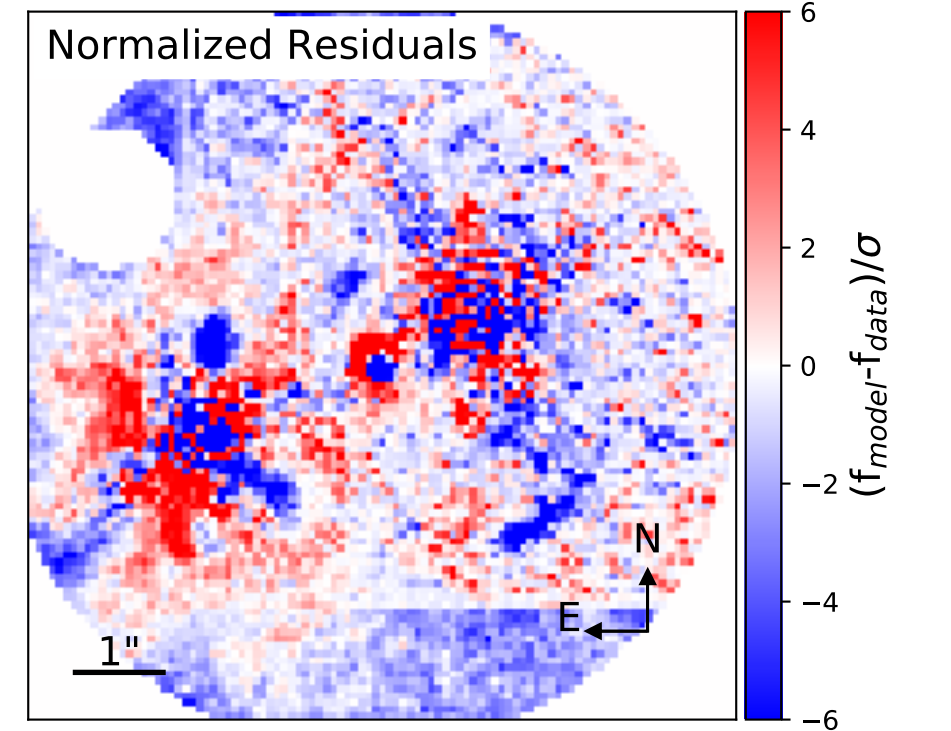 Normalized Residuals
6
4
2
0
−2
−4
−6
(f_model-f_data)/σ
N
E
1"